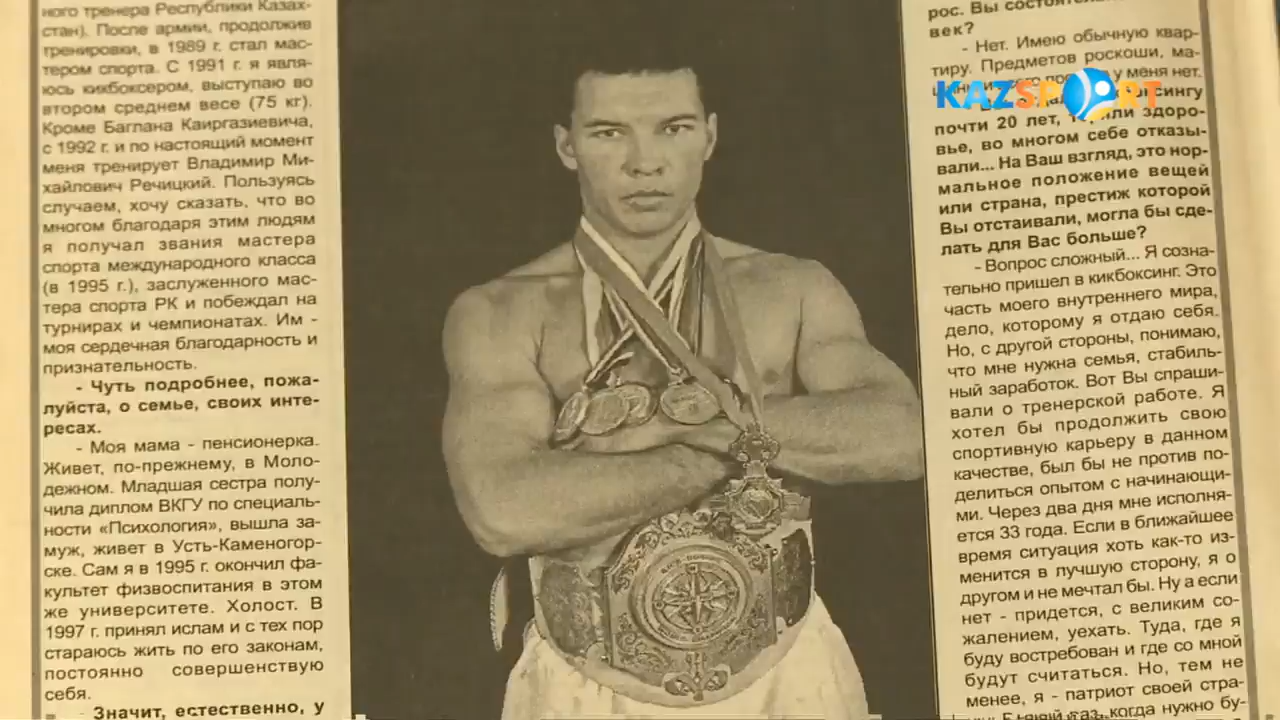 ного тренера Республики Казах-
стан). После армии, продолжив
тренировки, в 1989 г. стал мас-
тером спорта. С 1991 г. я явля-
юсь кикбоксером, выступаю во
втором среднем весе (75 кг).
Кроме Баглана Каиргазиевича,
с 1992 г. и по настоящий момент
меня тренирует Владимир Ми-
хайлович Речицкий. Пользуясь
случаем, хочу сказать, что во
многом благодаря этим людям
я получал звания мастера
спорта международного класса
(в 1995 г.), заслуженного мас-
тера спорта РК и побеждал на
турнирах и чемпионатах. Им -
моя сердечная благодарность и
признательность.
- Чуть подробнее, пожа-
луйста, о семье, своих инте-
ресах.
- Моя мама - пенсионерка.
Живет, по-прежнему, в Моло-
дежном. Младшая сестра полу-
чила диплом ВКГУ по специаль-
ности «Психология», вышла за-
муж, живет в Усть-Каменогор-
ске. Сам я в 1995 г. окончил фа-
культет физвоспитания в этом
же университете. Холост. В
1997 г. принял ислам и с тех пор
стараюсь жить по его законам,
постоянно совершенствую
себя.
- Значит, естественно, у
рос. Вы
век?
- Нет. Имею обычную квар-
тиру. Предметов роскоши, ма-
у меня нет.
KAZSPORT
почти 20 лет, здоро-
вье, во многом себе отказы-
вали... На Ваш взгляд, это нор-
мальное положение вещей
или страна, престиж которой
Вы отстаивали, могла бы сде-
лать для Вас больше?
- Вопрос сложный... Я созна-
тельно пришел в кикбоксинг. Это
часть моего внутреннего мира,
дело, которому я отдаю себя.
Но, с другой стороны, понимаю,
что мне нужна семья, стабиль-
ный заработок. Вот Вы спраши-
вали о тренерской работе. Я
хотел бы продолжить свою
спортивную карьеру в данном
качестве, был бы не против по-
делиться опытом с начинающи-
ми. Через два дня мне исполня-
ется 33 года. Если в ближайшее
время ситуация хоть как-то из-
менится в лучшую сторону, я о
другом и не мечтал бы. Ну а если
нет - придется, с великим со-
жалением, уехать. Туда, где я
буду востребован и где со мной
будут считаться. Но, тем не
менее, я - патриот своей стра-
раз, когда нужно бу-